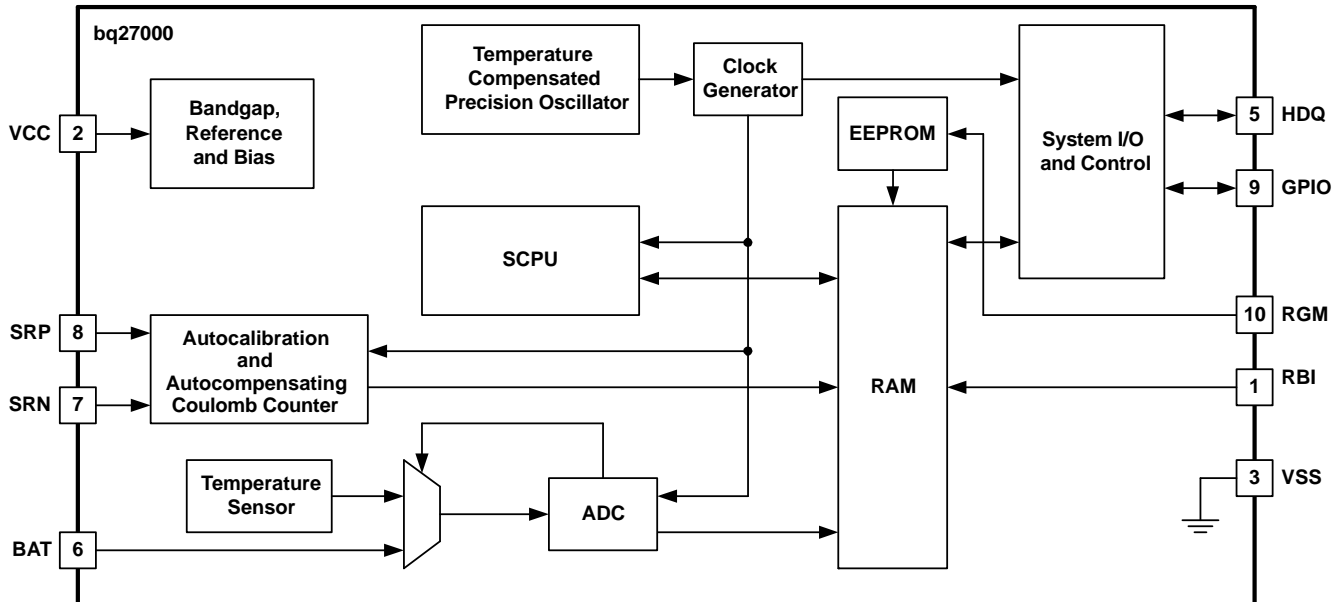 bq27000
VCC
2
Bandgap,
Reference
and Bias
Temperature
Compensated
Precision Oscillator
Clock
Generator
EEPROM
System I/O
and Control
5
HDQ
9
GPIO
SCPU
SRP
8
SRN
7
Autocalibration
and
Autocompensating
Coulomb Counter
RAM
10
RGM
1
RBI
Temperature
Sensor
ADC
3
VSS
BAT
6